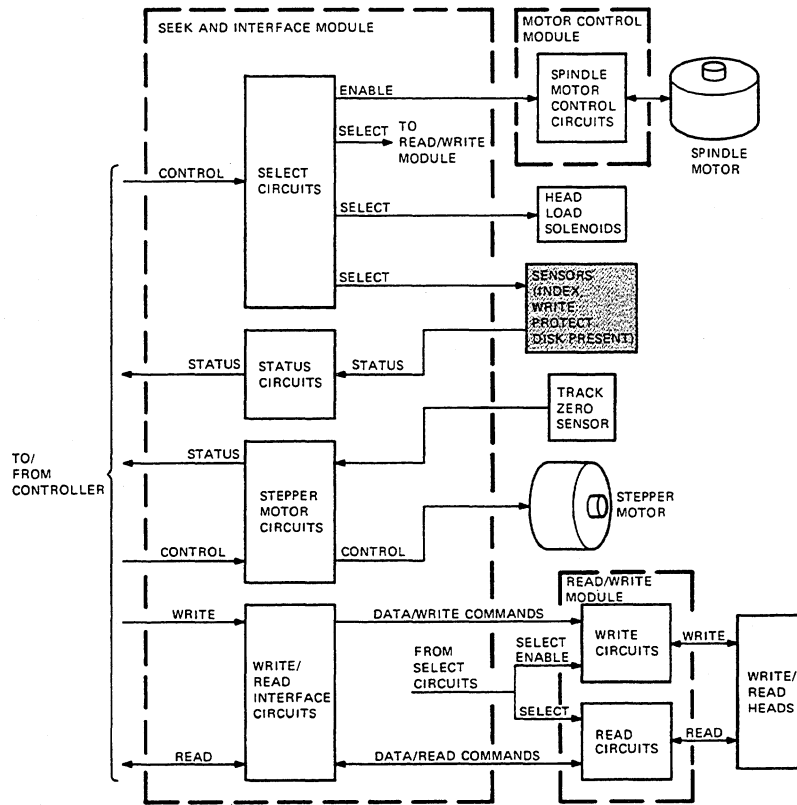 SEEK AND INTERFACE MODULE
MOTOR CONTROL
MODULE
ENABLE
SPINDLE
MOTOR
CONTROL
CIRCUITS
SPINDLE
MOTOR
SELECT
TO
READ/WRITE
MODULE
CONTROL
SELECT
CIRCUITS
SELECT
HEAD
LOAD
SOLENOIDS
SELECT
SENSORS
(INDEX
WRITE
PROTECT
DISK PRESENT)
STATUS
STATUS
CIRCUITS
STATUS
TRACK
ZERO
SENSOR
STATUS
STEPPER
MOTOR
CIRCUITS
TO/
FROM
CONTROLLER
STEPPER
MOTOR
CONTROL
CONTROL
READ/WRITE
MODULE
WRITE
DATA/WRITE COMMANDS
WRITE
CIRCUITS
WRITE
WRITE/
READ
INTERFACE
CIRCUITS
FROM
SELECT
CIRCUITS
SELECT
ENABLE
WRITE/
READ
HEADS
SELECT
READ
CIRCUITS
READ
READ
DATA/READ COMMANDS